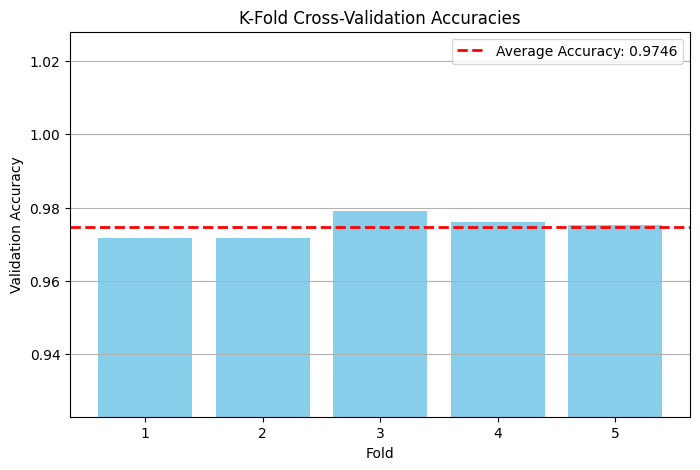 K-Fold Cross-Validation Accuracies
Average Accuracy: 0.9746
1.02
1.00
0.98
0.96
0.94
Validation Accuracy
1 2 3 4 5
Fold